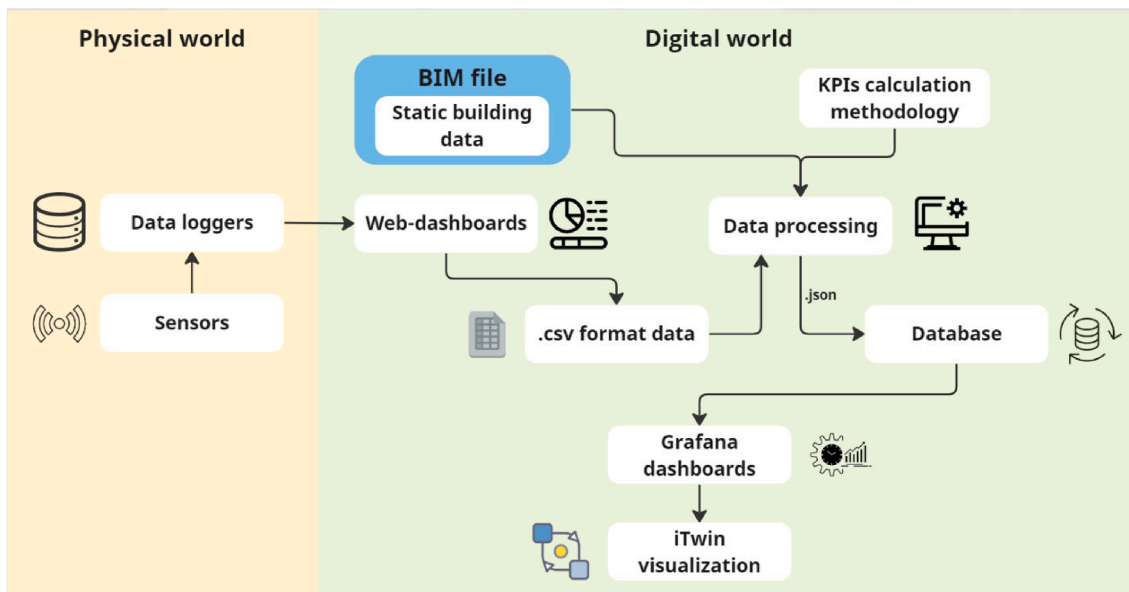 Physical world
Digital world
BIM file
Static building
data
KPIs calculation
methodology
Data loggers
Web-dashboards
Data processing
Sensors
.csv format data
.json
Database
Grafana
dashboards
iTwin
visualization